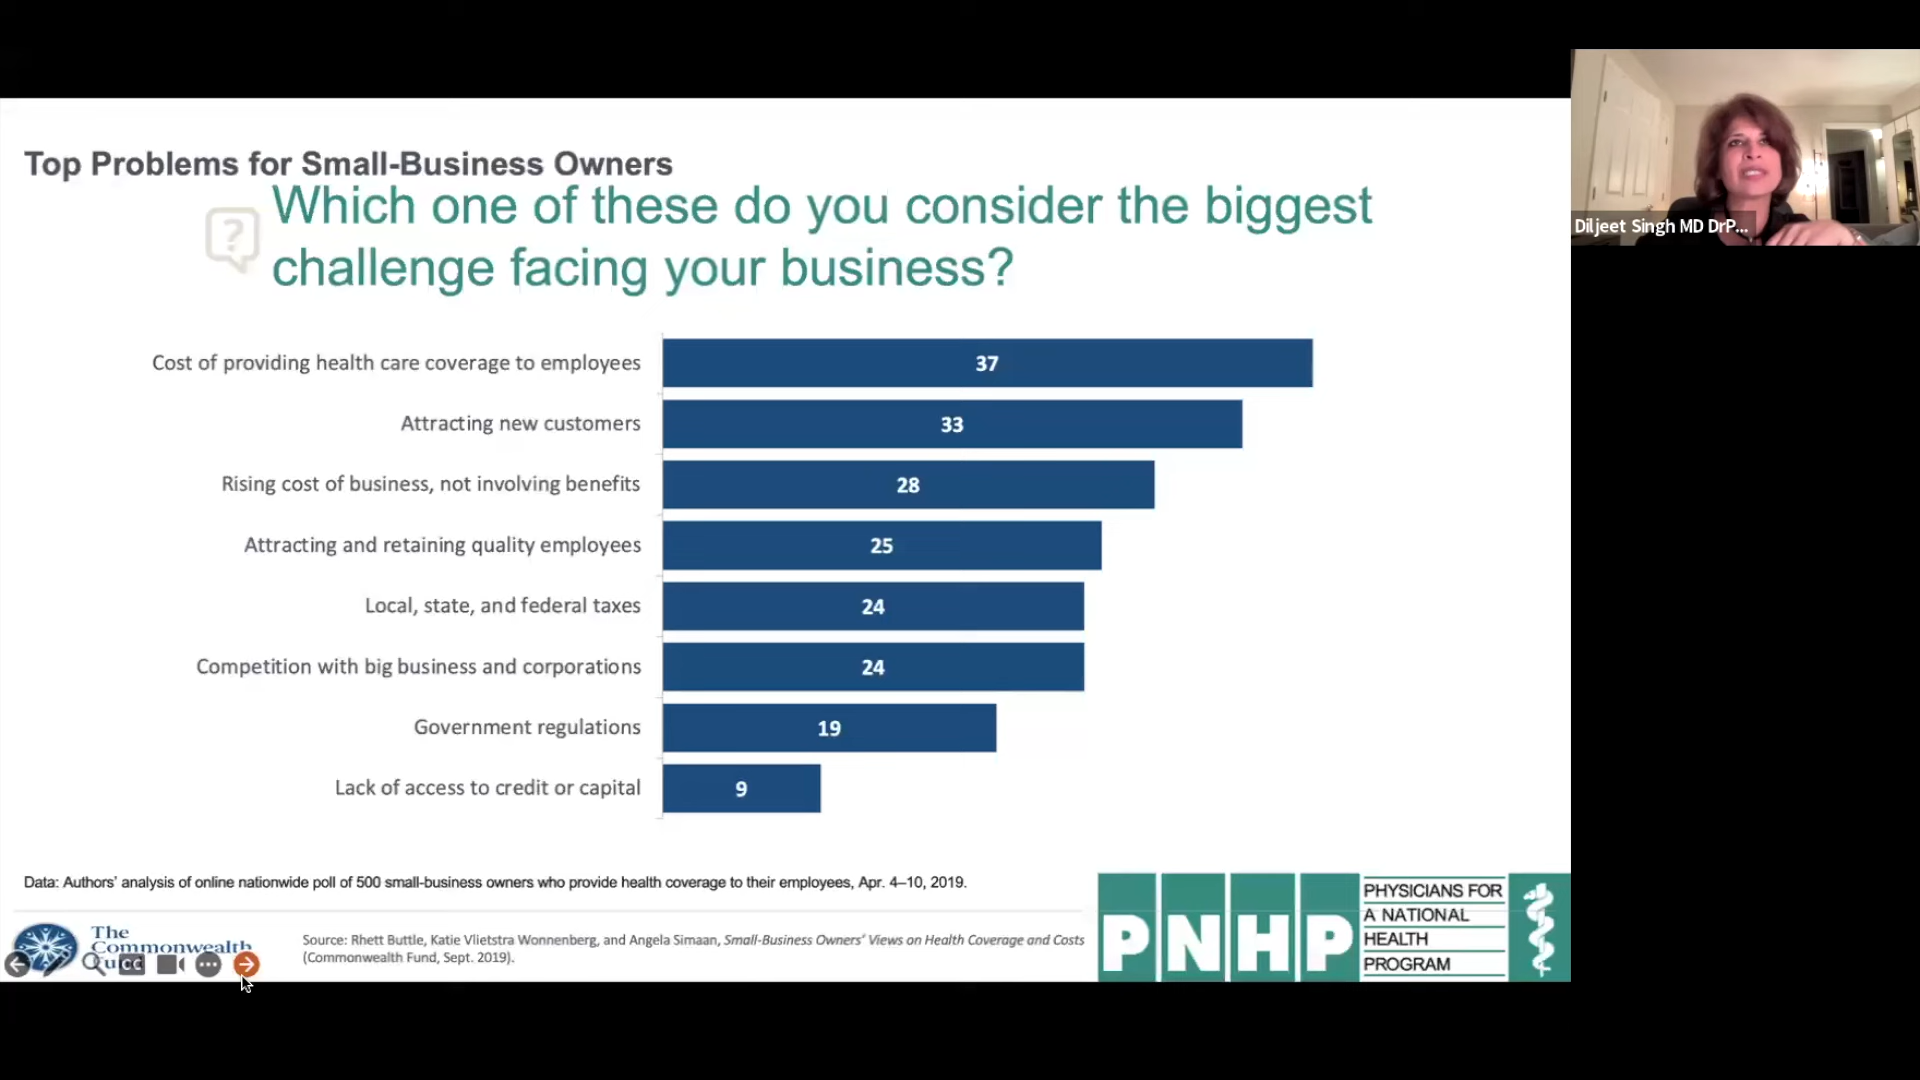 Top Problems for Small-Business Owners
Which one of these do you consider the biggest
challenge facing your business?
Cost of providing health care coverage to employees
37
Attracting new customers
33
Rising cost of business, not involving benefits
28
Attracting and retaining quality employees
25
Local, state, and federal taxes
24
Competition with big business and corporations
24
Government regulations
19
Lack of access to credit or capital
9
Data: Authors’ analysis of online nationwide poll of 500 small-business owners who provide health coverage to their employees, Apr. 4–10, 2019.
The
Commonwealth
Source: Rhett Buttle, Katie Vlietstra Wonnenberg, and Angela Simaan, Small-Business Owners’ Views on Health Coverage and Costs
(Commonwealth Fund, Sept. 2019).
PNHP
PHYSICIANS FOR
A NATIONAL
HEALTH
PROGRAM
Diljeet Singh MD DrP...